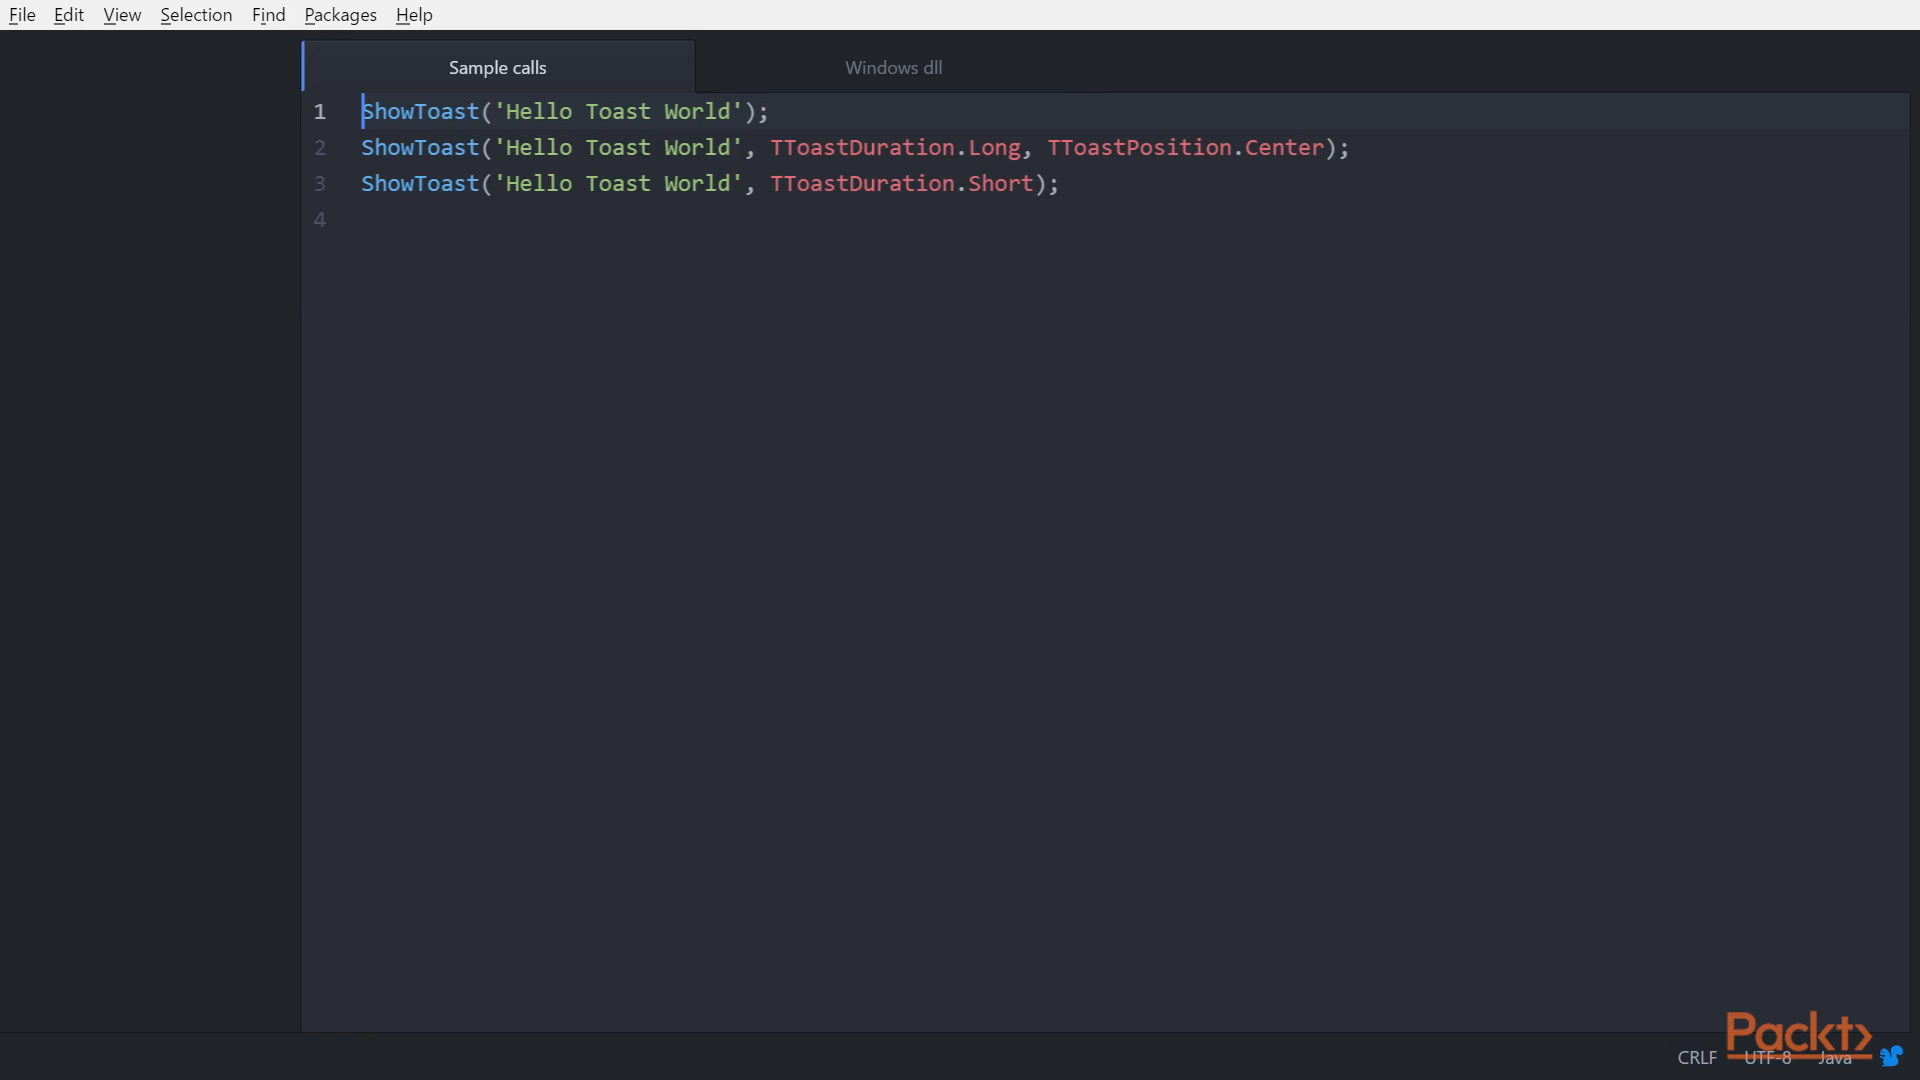 File Edit View Selection Find Packages Help
Sample calls Windows dll
1 ShowToast('Hello Toast World');
2 ShowToast('Hello Toast World', TToastDuration.Long, TToastPosition.Center);
3 ShowToast('Hello Toast World', TToastDuration.Short);
4
Packt>
CRLF UTF-8 Java